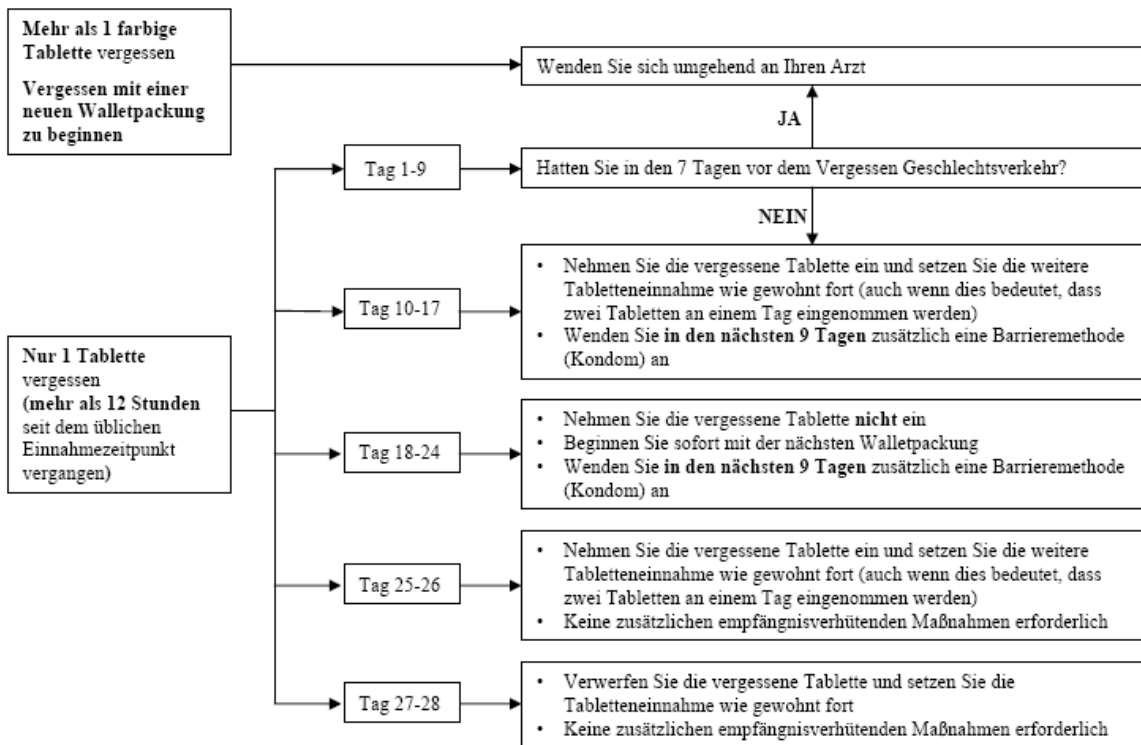 Mehr als 1 farbige
Tablette vergessen
Vergessen mit einer
neuen Walletpackung
zu beginnen
Wenden Sie sich umgehend an Ihren Arzt
JA
Tag 1-9
Hatten Sie in den 7 Tagen vor dem Vergessen Geschlechtsverkehr?
NEIN
Tag 10-17
• Nehmen Sie die vergessene Tablette ein und setzen Sie die weitere
Tabletteneinnahme wie gewohnt fort (auch wenn dies bedeutet, dass
zwei Tabletten an einem Tag eingenommen werden)
• Wenden Sie in den nächsten 9 Tagen zusätzlich eine Barrieremethode
(Kondom) an
Nur 1 Tablette
vergessen
(mehr als 12 Stunden
seit dem üblichen
Einnahmezeitpunkt
vergangen)
Tag 18-24
• Nehmen Sie die vergessene Tablette nicht ein
• Beginnen Sie sofort mit der nächsten Walletpackung
• Wenden Sie in den nächsten 9 Tagen zusätzlich eine Barrieremethode
(Kondom) an
Tag 25-26
• Nehmen Sie die vergessene Tablette ein und setzen Sie die weitere
Tabletteneinnahme wie gewohnt fort (auch wenn dies bedeutet, dass
zwei Tabletten an einem Tag eingenommen werden)
• Keine zusätzlichen empfängnisverhütenden Maßnahmen erforderlich
Tag 27-28
• Verwerfen Sie die vergessene Tablette und setzen Sie die
Tabletteneinnahme wie gewohnt fort
• Keine zusätzlichen empfängnisverhütenden Maßnahmen erforderlich